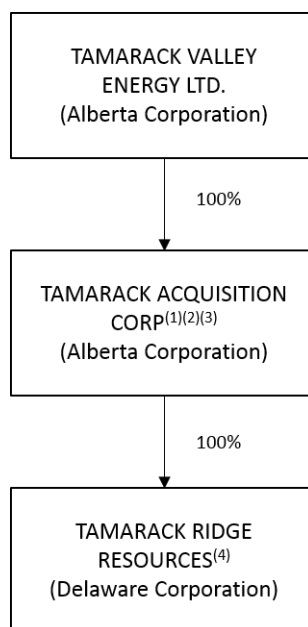 TAMARACK VALLEY
ENERGY LTD.
(Alberta Corporation)
100%
TAMARACK ACQUISITION
CORP(1)(2)(3)
(Alberta Corporation)
100%
TAMARACK RIDGE
RESOURCES(4)
(Delaware Corporation)